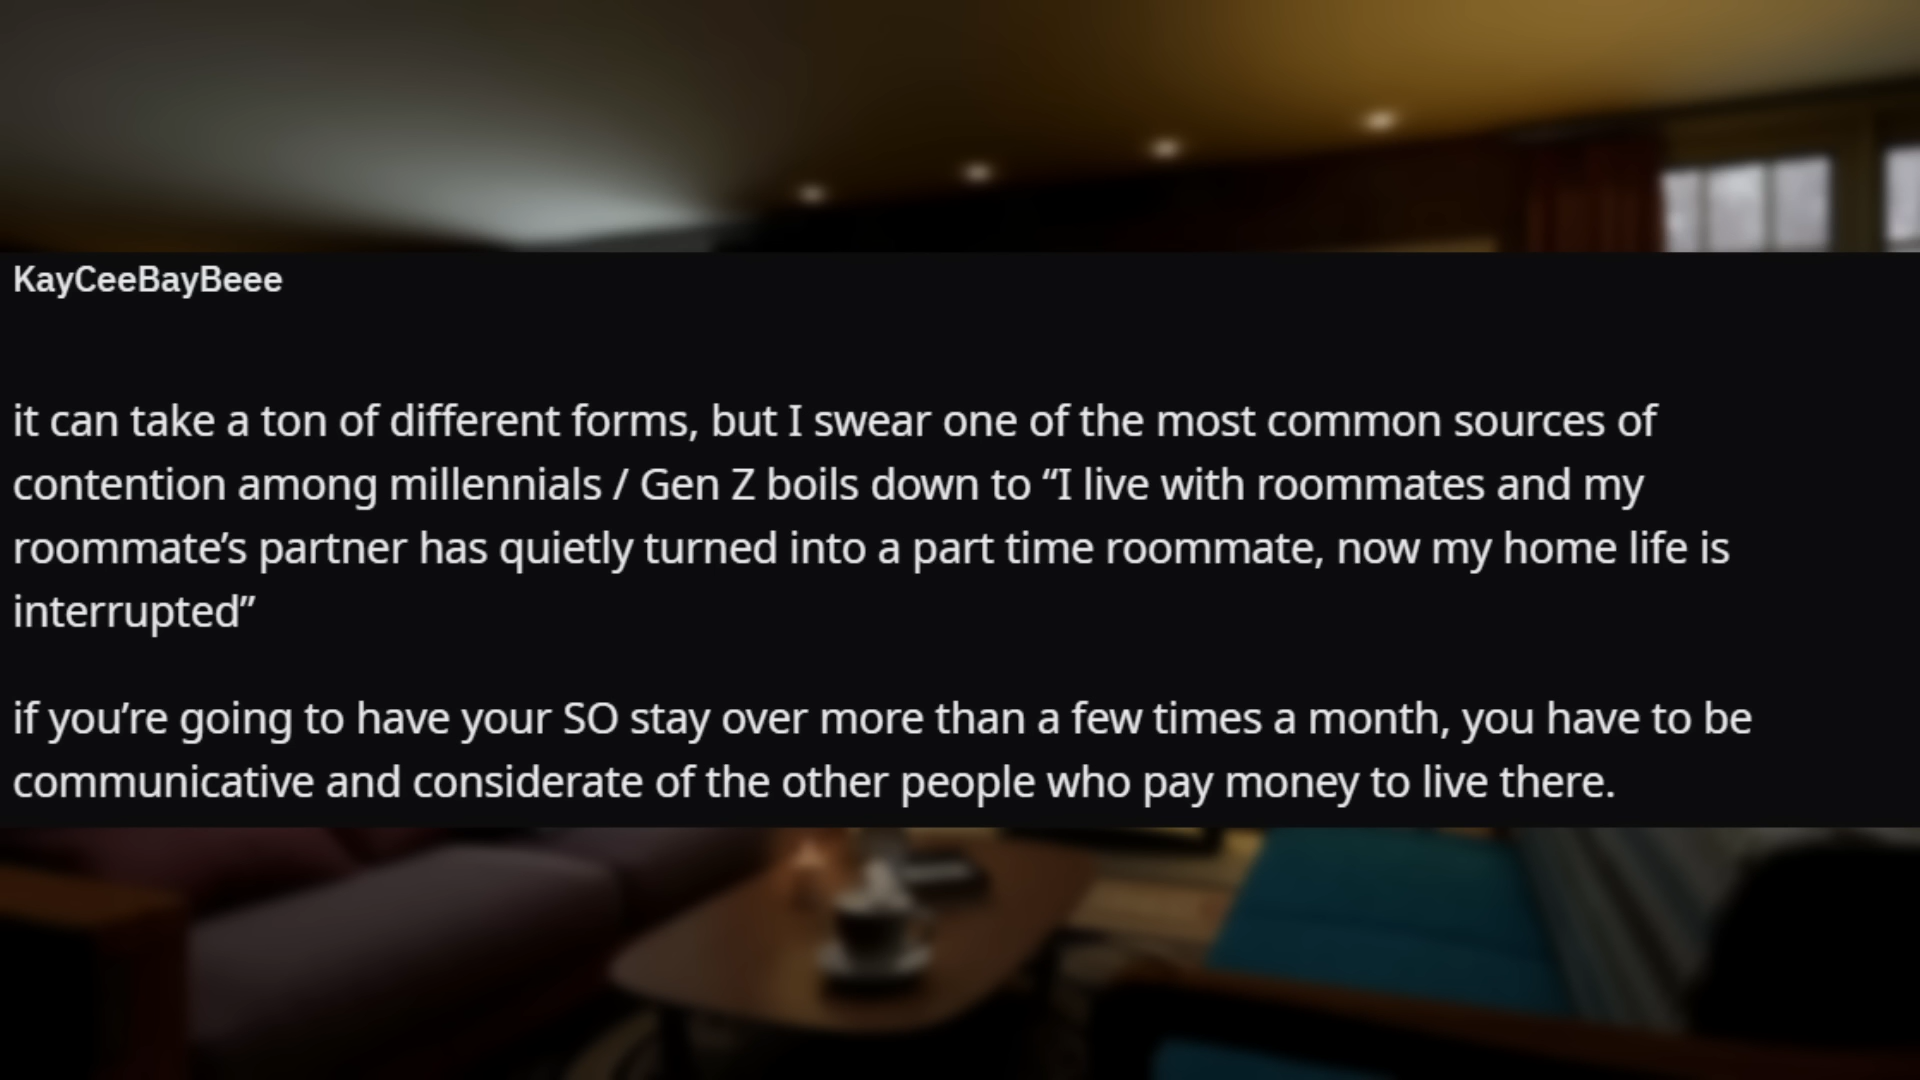 KayCeeBayBeee
it can take a ton of different forms, but I swear one of the most common sources of
contention among millennials / Gen Z boils down to “I live with roommates and my
roommate’s partner has quietly turned into a part time roommate, now my home life is
interrupted”
if you’re going to have your SO stay over more than a few times a month, you have to be
communicative and considerate of the other people who pay money to live there.